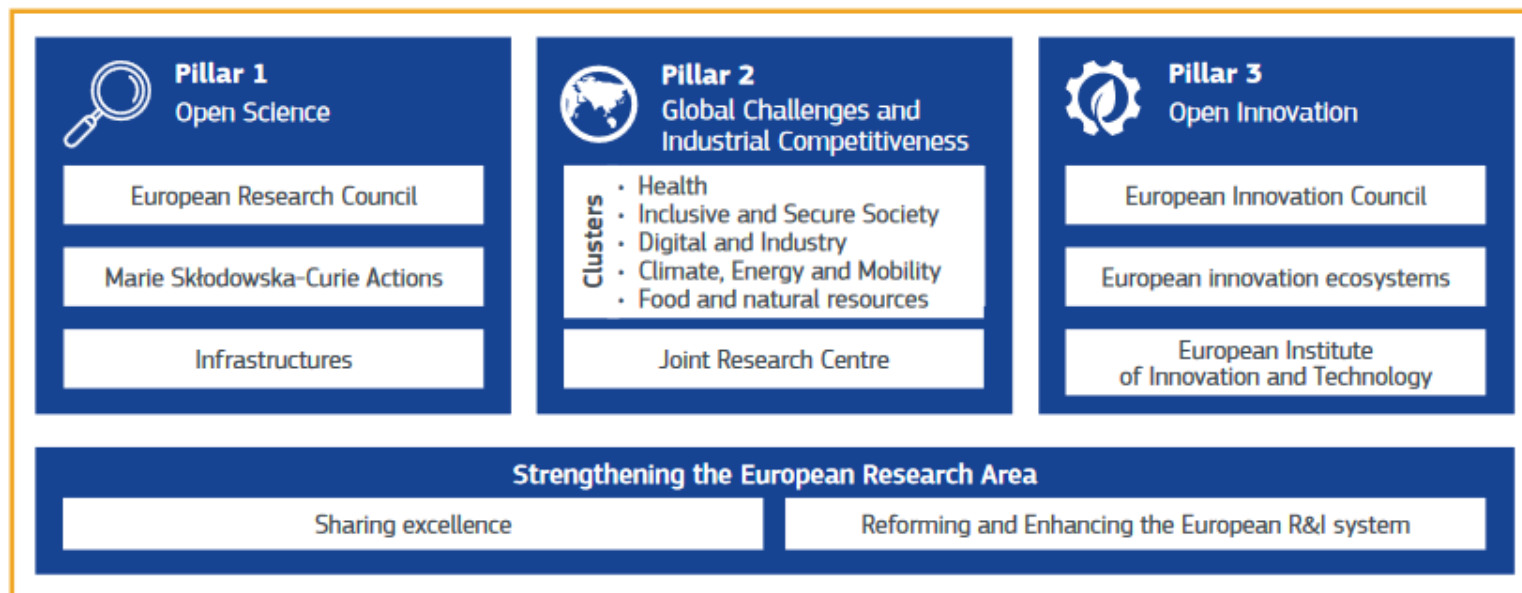 Pillar 1
Open Science
European Research Council
Marie Skłodowska-Curie Actions
Infrastructures
Pillar 2
Global Challenges and
Industrial Competitiveness
Clusters
• Health
• Inclusive and Secure Society
• Digital and Industry
• Climate, Energy and Mobility
• Food and natural resources
Joint Research Centre
Pillar 3
Open Innovation
European Innovation Council
European innovation ecosystems
European Institute
of Innovation and Technology
Strengthening the European Research Area
Sharing excellence
Reforming and Enhancing the European R&I system